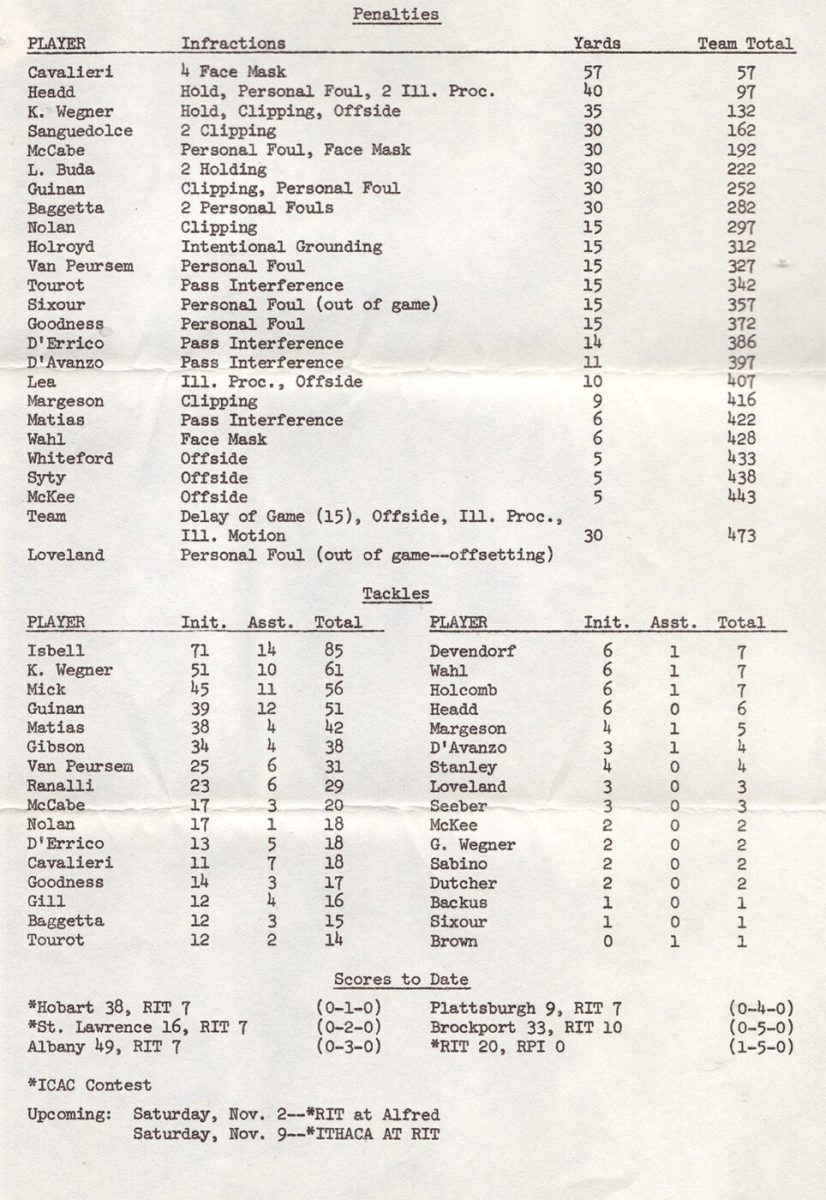 Penalties
PLAYER Infractions Yards Team Total
Cavalieri 4 Face Mask 57 57
Headd Hold, Personal Foul, 2 Ill. Proc. 40 97
K. Wegner Hold, Clipping, Offside 35 132
Sanguedolce 2 Clipping 30 162
McCabe Personal Foul, Face Mask 30 192
L. Buda 2 Holding 30 222
Guinan Clipping, Personal Foul 30 252
Baggetta 2 Personal Fouls 30 282
Nolan Clipping 15 297
Holroyd Intentional Grounding 15 312
Van Peursem Personal Foul 15 327
Tourot Pass Interference 15 342
Sixour Personal Foul (out of game) 15 357
Goodness Personal Foul 15 372
D'Errico Pass Interference 14 386
D'Avanzo Pass Interference 11 397
Lea Ill. Proc., Offside 10 407
Margeson Clipping 9 416
Matias Pass Interference 6 422
Wahl Face Mask 6 428
Whiteford Offside 5 433
Syty Offside 5 438
McKee Offside 5 443
Team Delay of Game (15), Offside, Ill. Proc.,
Ill. Motion 30 473
Loveland Personal Foul (out of game--offsetting)
Tackles
PLAYER Init. Asst. Total PLAYER Init. Asst. Total
Isbell 71 14 85 Devendorf 6 1 7
K. Wegner 51 10 61 Wahl 6 1 7
Mick 45 11 56 Holcomb 6 1 7
Guinan 39 12 51 Headd 6 0 6
Matias 38 4 42 Margeson 4 1 5
Gibson 34 4 38 D'Avanzo 3 1 4
Van Peursem 25 6 31 Stanley 4 0 4
Ranalli 23 6 29 Loveland 3 0 3
McCabe 17 3 20 Seeber 3 0 3
Nolan 17 1 18 McKee 2 0 2
D'Errico 13 5 18 G. Wegner 2 0 2
Cavalieri 11 7 18 Sabino 2 0 2
Goodness 14 3 17 Dutcher 2 0 2
Gill 12 4 16 Backus 1 0 1
Baggetta 12 3 15 Sixour 1 0 1
Tourot 12 2 14 Brown 0 1 1
Scores to Date
*Hobart 38, RIT 7 (0-1-0) Plattsburgh 9, RIT 7 (0-4-0)
*St. Lawrence 16, RIT 7 (0-2-0) Brockport 33, RIT 10 (0-5-0)
Albany 49, RIT 7 (0-3-0) *RIT 20, RPI 0 (1-5-0)
*ICAC Contest
Upcoming: Saturday, Nov. 2--*RIT at Alfred
Saturday, Nov. 9--*ITHACA AT RIT